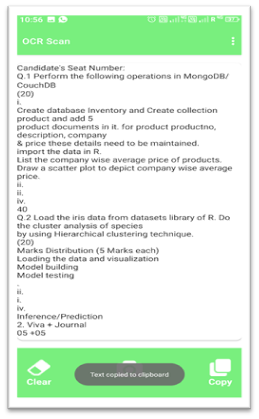 10:56
OCR Scan
Candidate's Seat Number:
Q.1 Perform the following operations in MongoDB/
CouchDB
(20)
i.
Create database Inventory and Create collection
product and add 5
product documents in it. for product productno,
description, company
& price these details need to be maintained.
import the data in R.
List the company wise average price of products.
Draw a scatter plot to depict company wise average
price.
ii.
ii.
iv.
40
Q.2 Load the iris data from datasets library of R. Do
the cluster analysis of species
by using Hierarchical clustering technique.
(20)
Marks Distribution (5 Marks each)
Loading the data and visualization
Model building
Model testing
.
ii.
i.
iv.
Inference/Prediction
2. Viva + Journal
05 +05
Text copied to clipboard
Clear
Copy